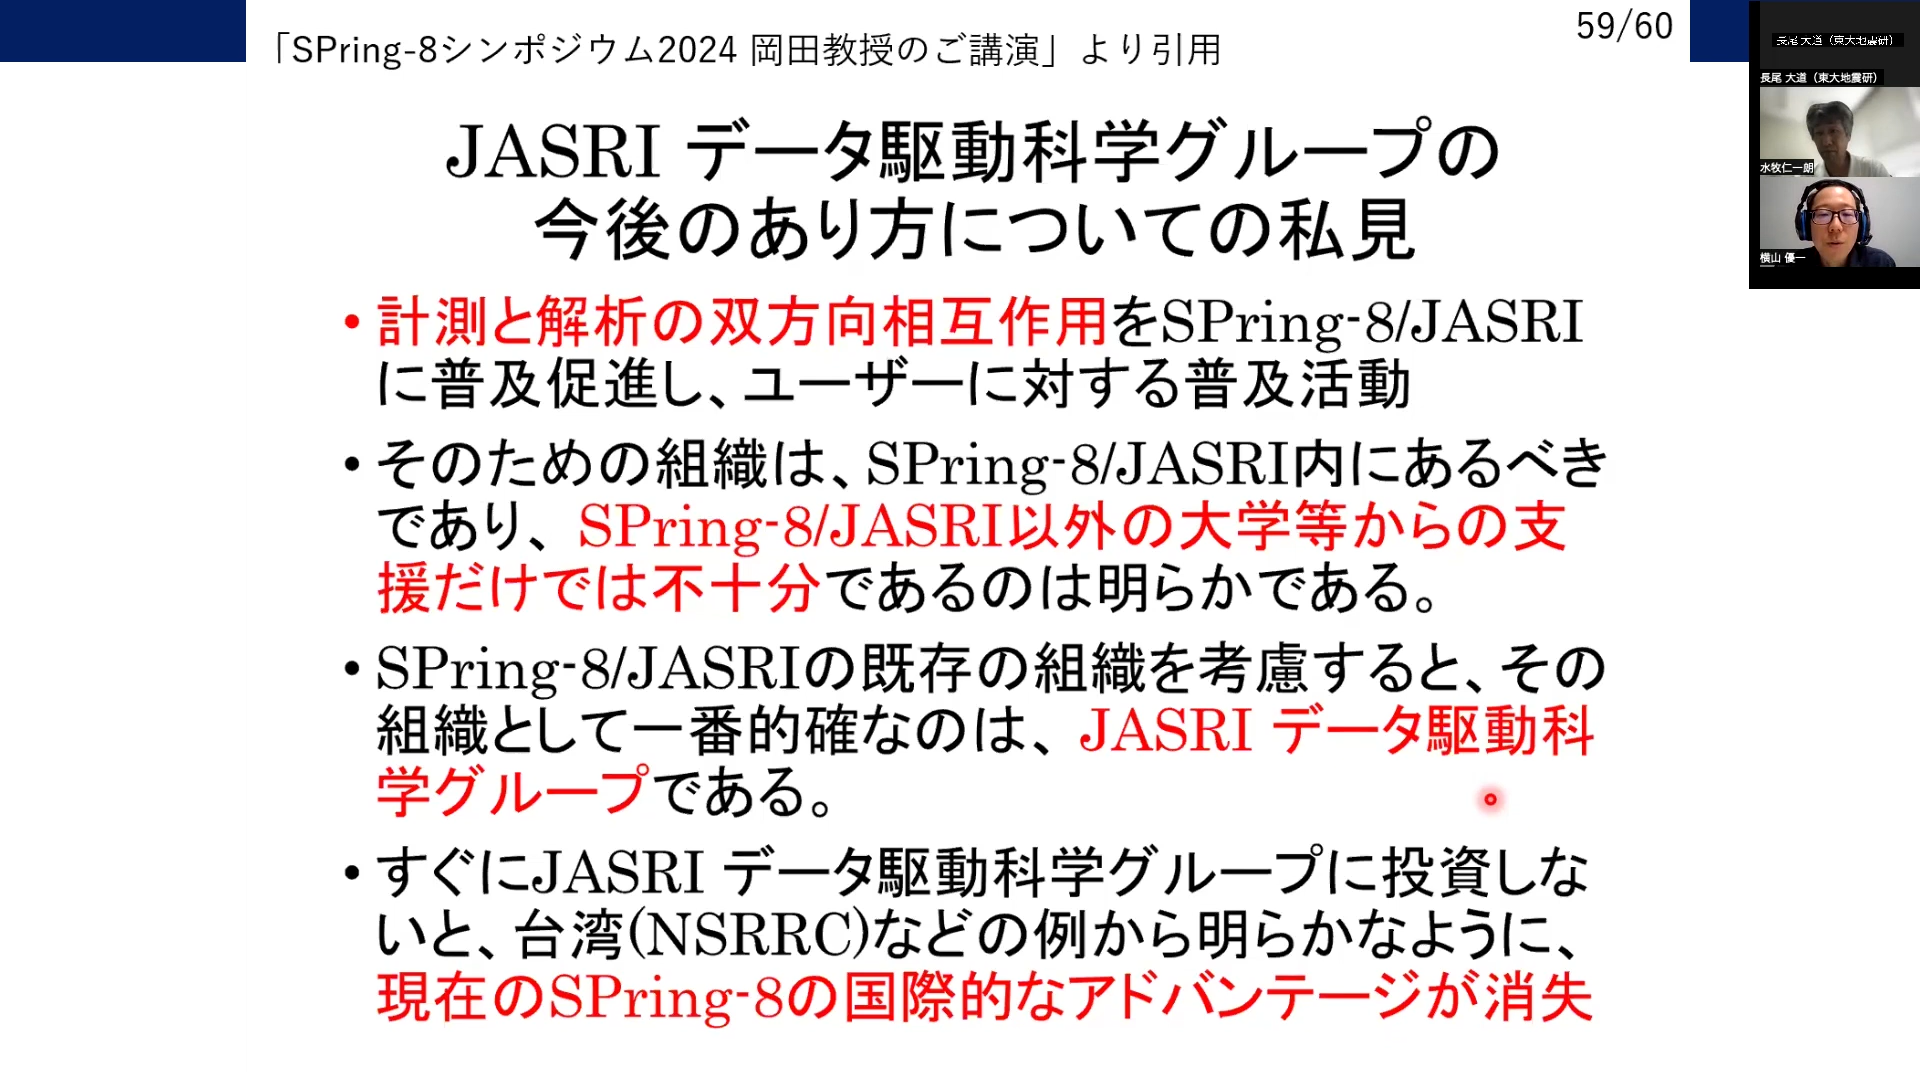 「SPring-8シンポジウム2024 岡田教授のご講演」より引用
59/60
JASRI データ駆動科学グループの
今後のあり方についての私見
• 計測と解析の双方向相互作用をSPring-8/JASRI
に普及促進し、ユーザーに対する普及活動
• そのための組織は、SPring-8/JASRI内にあるべき
であり、SPring-8/JASRI以外の大学等からの支
援だけでは不十分であるのは明らかである。
• SPring-8/JASRIの既存の組織を考慮すると、その
組織として一番的確なのは、JASRI データ駆動科
学グループである。
• すぐにJASRI データ駆動科学グループに投資しな
いと、台湾(NSRRC)などの例から明らかなように、
現在のSPring-8の国際的なアドバンテージが消失
長尾 大道（東大地震研）
長尾 大道（東大地震研）
水牧仁一朗
横山 優一